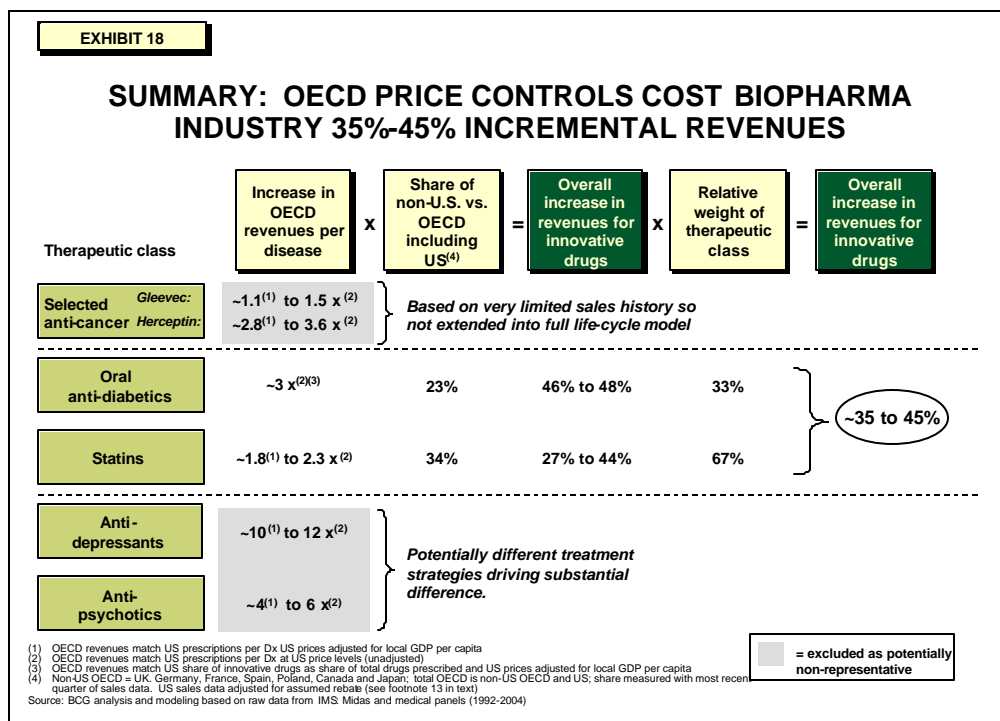 EXHIBIT 18
SUMMARY: OECD PRICE CONTROLS COST BIOPHARMA
INDUSTRY 35%-45% INCREMENTAL REVENUES
Therapeutic class
Increase in
OECD
revenues per
disease
x
Share of
non-U.S. vs.
OECD
including
US(4)
=
Overall
increase in
revenues for
innovative
drugs
x
Relative
weight of
therapeutic
class
=
Overall
increase in
revenues for
innovative
drugs
Selected Gleevec:
anti-cancer Herceptin:
~1.1(1) to 1.5 x (2)
~2.8(1) to 3.6 x (2)
Based on very limited sales history so
not extended into full life-cycle model
Oral
anti-diabetics
~3 x(2)(3)
23%
46% to 48%
33%
Statins
~1.8(1) to 2.3 x (2)
34%
27% to 44%
67%
~35 to 45%
Anti-
depressants
~10(1) to 12 x(2)
Anti-
psychotics
~4(1) to 6 x(2)
Potentially different treatment
strategies driving substantial
difference.
(1) OECD revenues match US prescriptions per Dx US prices adjusted for local GDP per capita
(2) OECD revenues match US prescriptions per Dx at US price levels (unadjusted)
(3) OECD revenues match US share of innovative drugs as share of total drugs prescribed and US prices adjusted for local GDP per capita
(4) Non-US OECD = UK. Germany, France, Spain, Poland, Canada and Japan; total OECD is non-US OECD and US; share measured with most recent
quarter of sales data. US sales data adjusted for assumed rebate (see footnote 13 in text)
Source: BCG analysis and modeling based on raw data from IMS: Midas and medical panels (1992-2004)
= excluded as potentially
non-representative